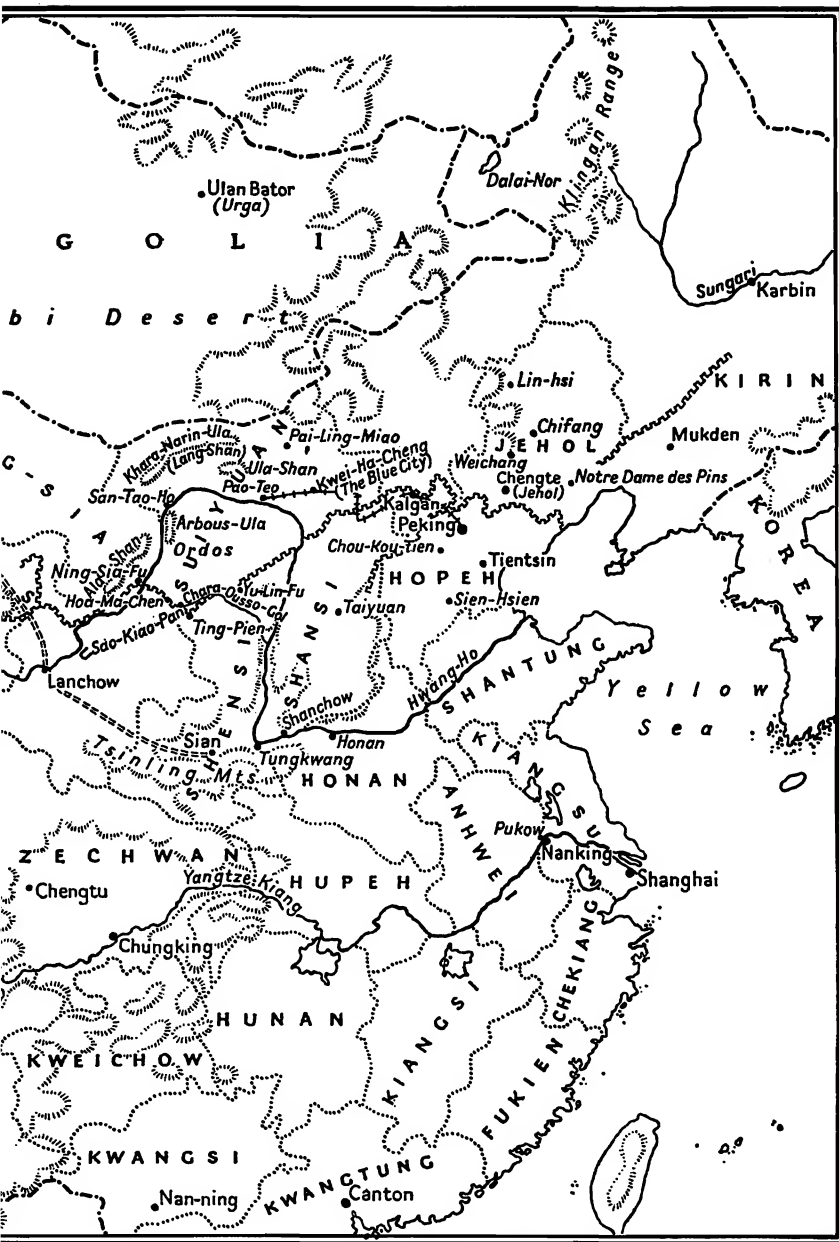 Ulan Bator
(Urga)
Dalai-Nor
Klingan Range
G O L I A
bi Desert
Sungari
Karbin
KIRIN
Lin-hsi
Chifang
JEHOL
Mukden
Khara-Narin-Ula
(Lang-Shan)
Pai-Ling-Miao
Ula-Shan
Kwei-Ha-Cheng
(The Blue City)
Weichang
Chengte
(Jehol)
Notre Dame des Pins
G-SIA
San-Tao-Ho
Pao-Teo
SUIYUAN
Kalgan
Peking
KOREA
Arbous-Ula
Ordos
Chou-Kou-Tien
Tientsin
Ala-Shan
Ning-Sia-Fu
HOPEH
Hoa-Ma-Chen
Chara-Ousso-Gol
Yu-Lin-Fu
Taiyuan
Sien-Hsien
Sao-Kiao-Pan
Ting-Pien
SHANSI
Lanchow
SHENSI
Shanchow
Hwang-Ho
SHANTUNG
Yellow
Sea
Sian
Honan
Tsinling Mts
Tungkwang
HONAN
KIANGSU
ANHWEI
Pukow
Nanking
ZECHWAN
Chengtu
Yangtze Kiang
HUPEH
Shanghai
Chungking
CHEKIANG
HUNAN
KIANGSI
KWEICHOW
FUKIEN
KWANGSI
KWANGTUNG
Nan-ning
Canton